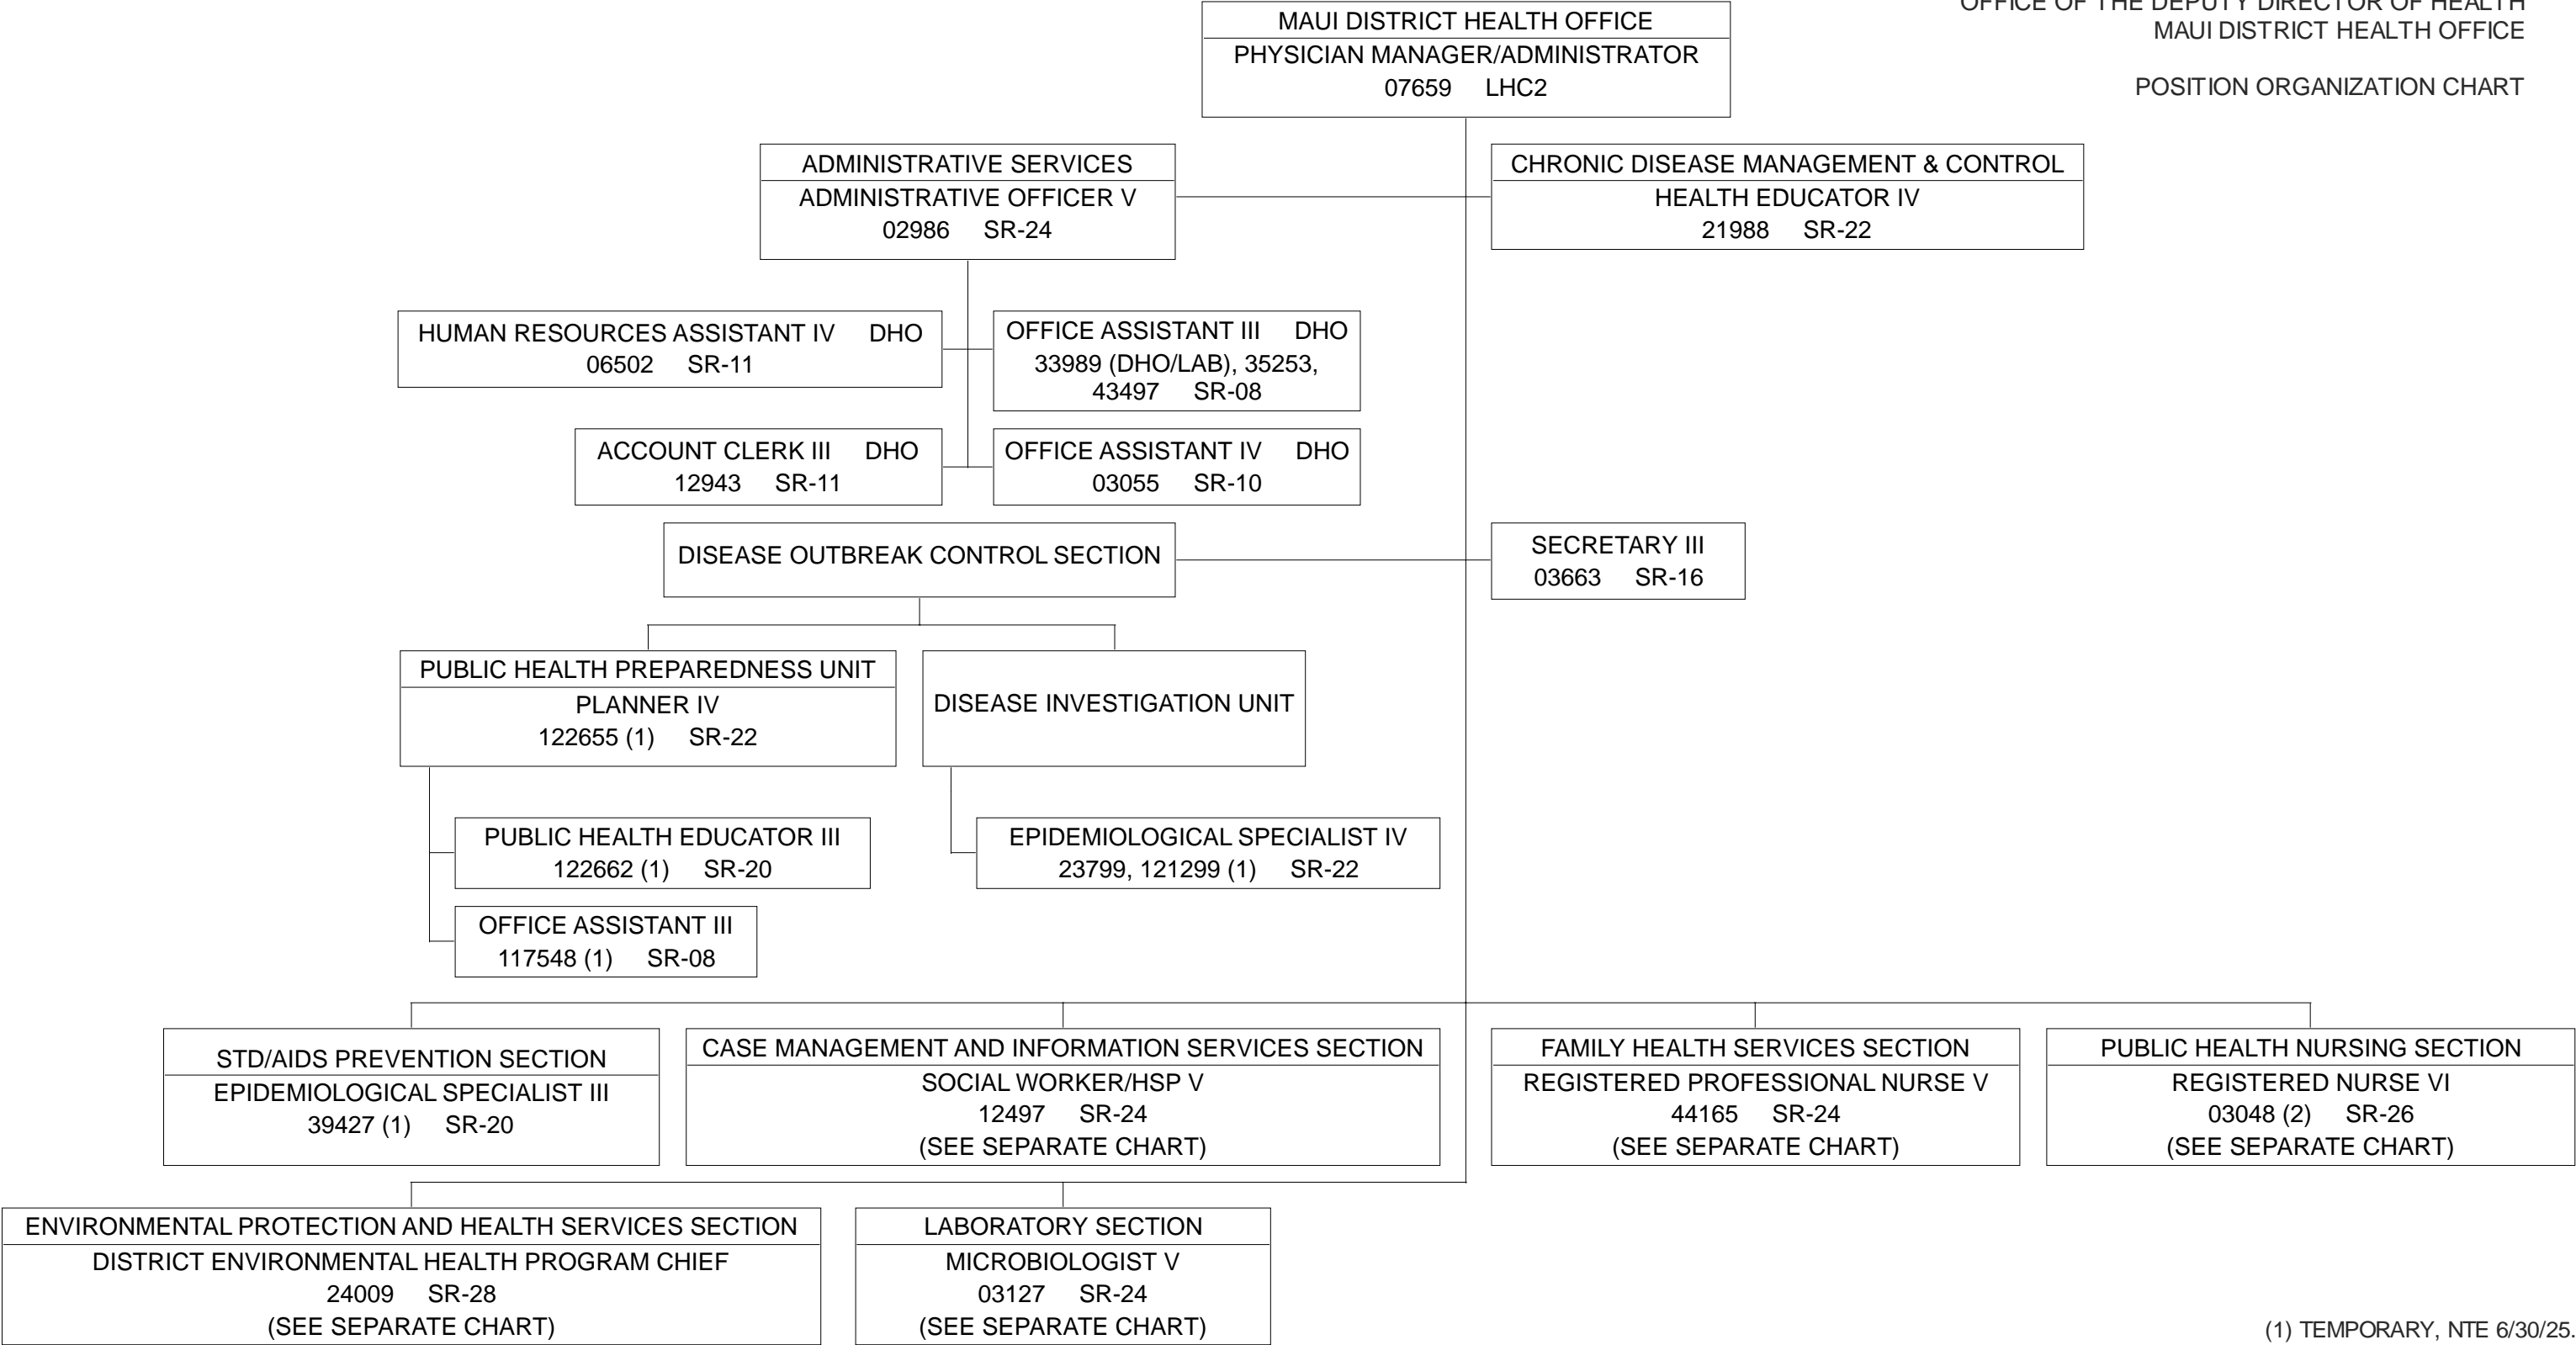 OFFICE OF THE DEPUTY DIRECTOR OF HEALTH
MAUI DISTRICT HEALTH OFFICE
POSITION ORGANIZATION CHART
MAUI DISTRICT HEALTH OFFICE
PHYSICIAN MANAGER/ADMINISTRATOR
07659 LHC2
ADMINISTRATIVE SERVICES
ADMINISTRATIVE OFFICER V
02986 SR-24
CHRONIC DISEASE MANAGEMENT & CONTROL
HEALTH EDUCATOR IV
21988 SR-22
HUMAN RESOURCES ASSISTANT IV DHO
06502 SR-11
OFFICE ASSISTANT III DHO
33989 (DHO/LAB), 35253,
43497 SR-08
ACCOUNT CLERK III DHO
12943 SR-11
OFFICE ASSISTANT IV DHO
03055 SR-10
DISEASE OUTBREAK CONTROL SECTION
SECRETARY III
03663 SR-16
PUBLIC HEALTH PREPAREDNESS UNIT
PLANNER IV
122655 (1) SR-22
DISEASE INVESTIGATION UNIT
PUBLIC HEALTH EDUCATOR III
122662 (1) SR-20
EPIDEMIOLOGICAL SPECIALIST IV
23799, 121299 (1) SR-22
OFFICE ASSISTANT III
117548 (1) SR-08
STD/AIDS PREVENTION SECTION
EPIDEMIOLOGICAL SPECIALIST III
39427 (1) SR-20
CASE MANAGEMENT AND INFORMATION SERVICES SECTION
SOCIAL WORKER/HSP V
12497 SR-24
(SEE SEPARATE CHART)
FAMILY HEALTH SERVICES SECTION
REGISTERED PROFESSIONAL NURSE V
44165 SR-24
(SEE SEPARATE CHART)
PUBLIC HEALTH NURSING SECTION
REGISTERED NURSE VI
03048 (2) SR-26
(SEE SEPARATE CHART)
ENVIRONMENTAL PROTECTION AND HEALTH SERVICES SECTION
DISTRICT ENVIRONMENTAL HEALTH PROGRAM CHIEF
24009 SR-28
(SEE SEPARATE CHART)
LABORATORY SECTION
MICROBIOLOGIST V
03127 SR-24
(SEE SEPARATE CHART)
(1) TEMPORARY, NTE 6/30/25.